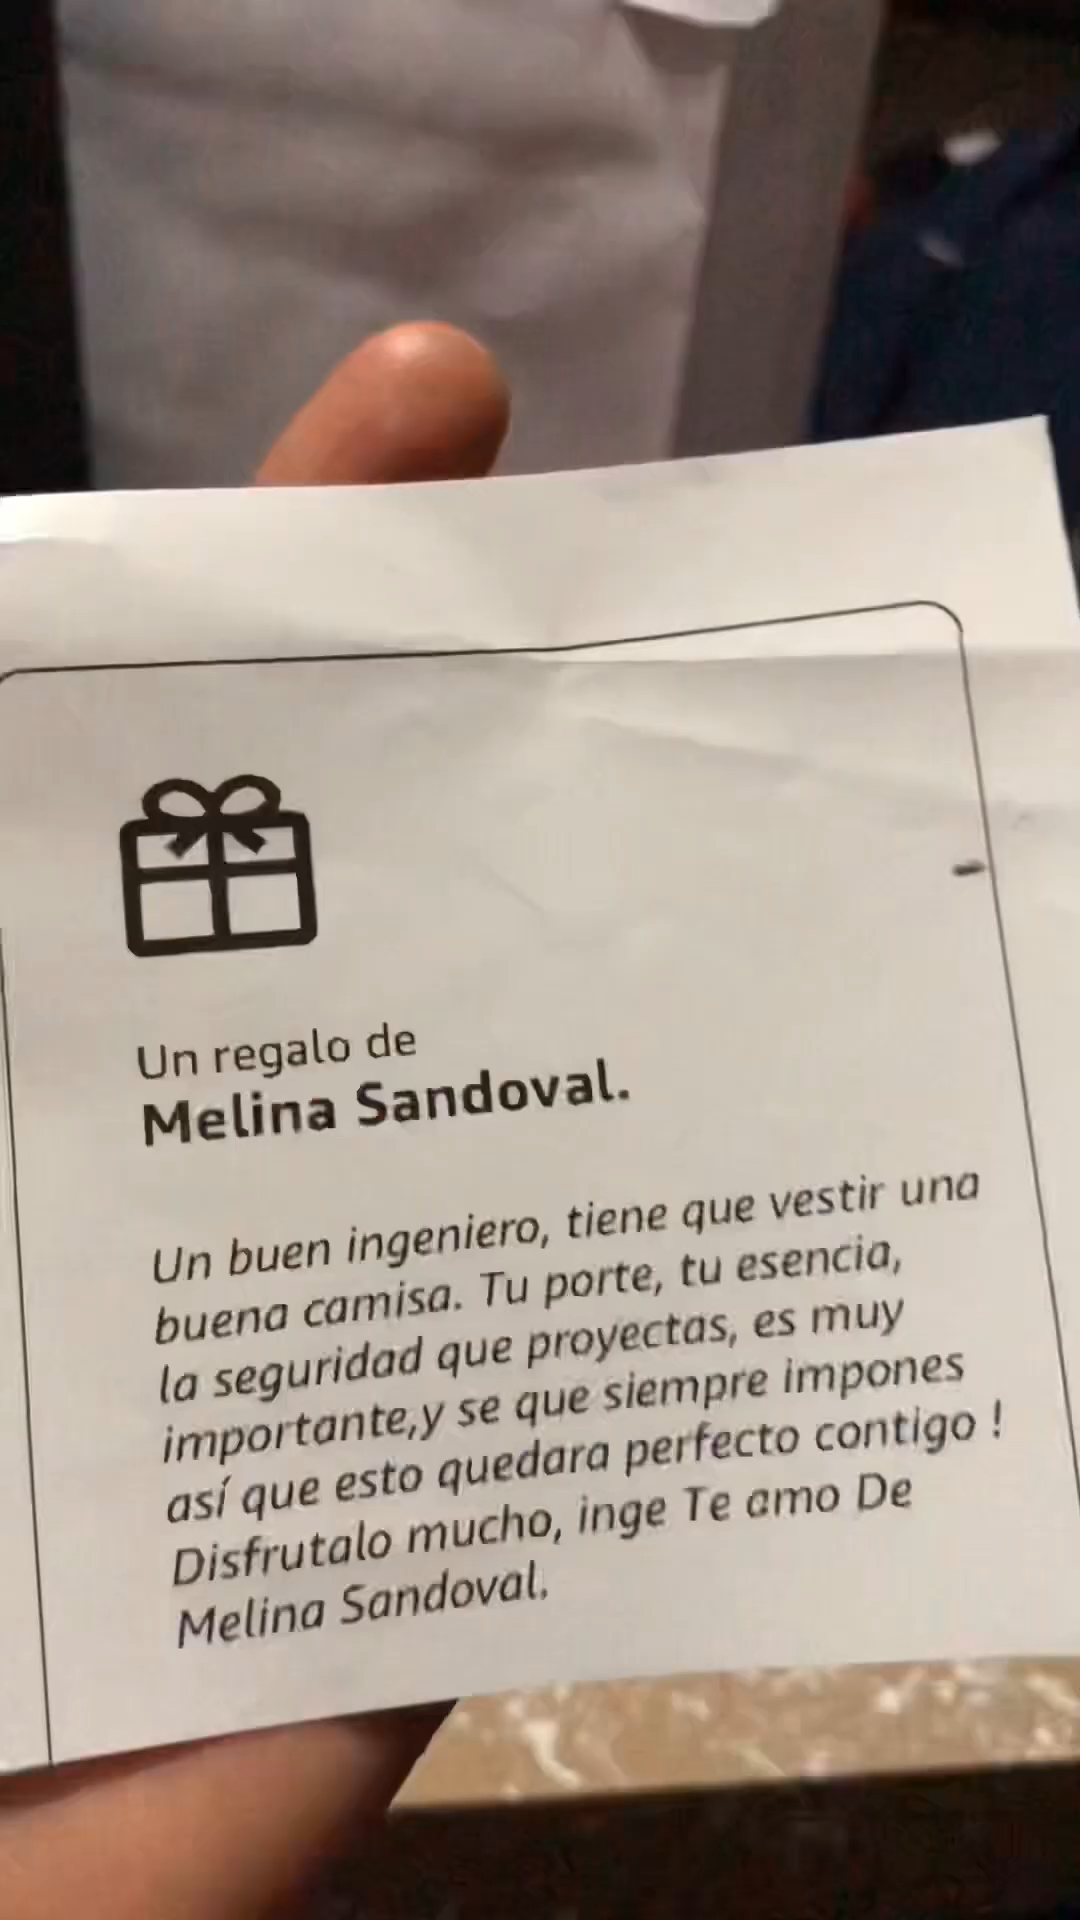 Un regalo de
Melina Sandoval.
Un buen ingeniero, tiene que vestir una
buena camisa. Tu porte, tu esencia,
la seguridad que proyectas, es muy
importante,y se que siempre impones
así que esto quedara perfecto contigo !
Disfrutalo mucho, inge Te amo De
Melina Sandoval.